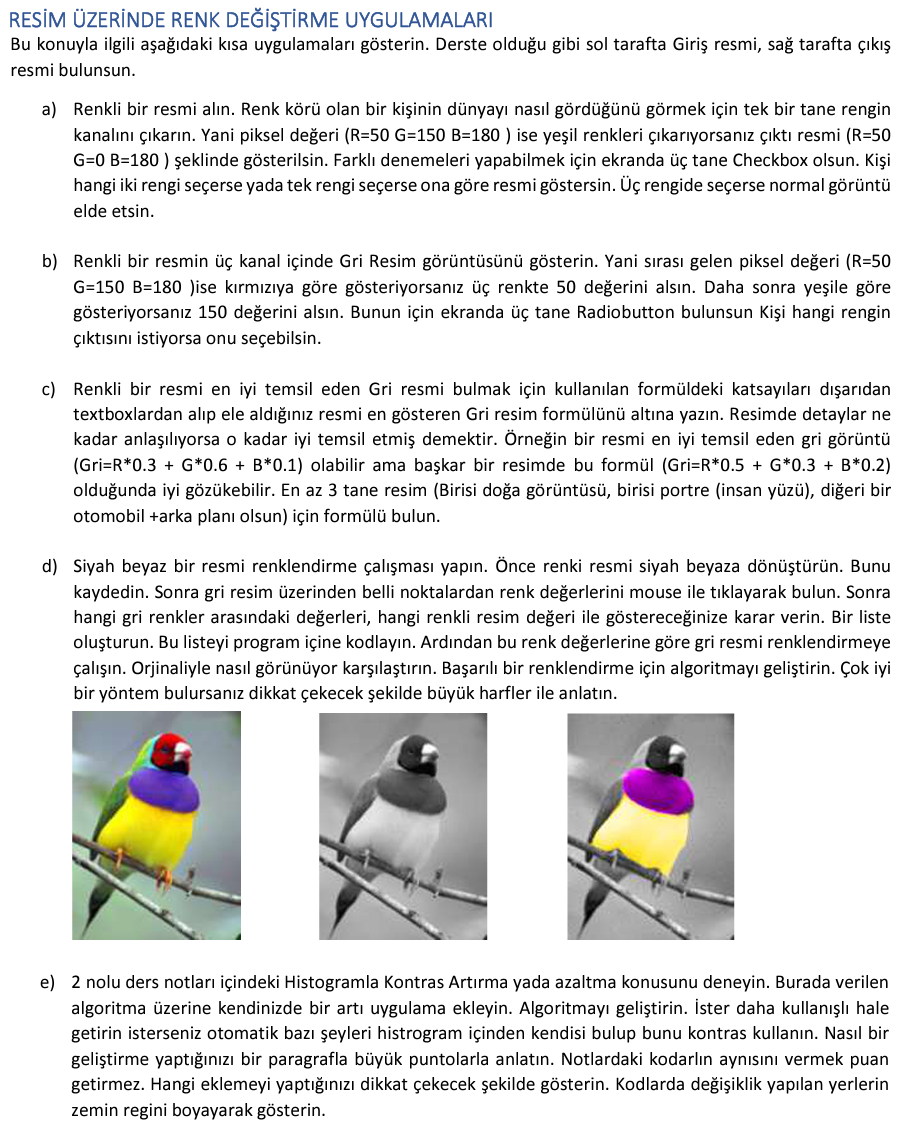 RESİM ÜZERİNDE RENK DEĞİŞTİRME UYGULAMALARI
Bu konuyla ilgili aşağıdaki kısa uygulamaları gösterin. Derste olduğu gibi sol tarafta Giriş resmi, sağ tarafta çıkış
resmi bulunsun.
a) Renkli bir resmi alın. Renk körü olan bir kişinin dünyayı nasıl gördüğünü görmek için tek bir tane rengin
kanalını çıkarın. Yani piksel değeri (R=50 G=150 B=180 ) ise yeşil renkleri çıkarıyorsanız çıktı resmi (R=50
G=0 B=180 ) şeklinde gösterilsin. Farklı denemeleri yapabilmek için ekranda üç tane Checkbox olsun. Kişi
hangi iki rengi seçerse yada tek rengi seçerse ona göre resmi göstersin. Üç rengide seçerse normal görüntü
elde etsin.
b) Renkli bir resmin üç kanal içinde Gri Resim görüntüsünü gösterin. Yani sırası gelen piksel değeri (R=50
G=150 B=180 )ise kırmızıya göre gösteriyorsanız üç renkte 50 değerini alsın. Daha sonra yeşile göre
gösteriyorsanız 150 değerini alsın. Bunun için ekranda üç tane Radiobutton bulunsun Kişi hangi rengin
çıktısını istiyorsa onu seçebilsin.
c) Renkli bir resmi en iyi temsil eden Gri resmi bulmak için kullanılan formüldeki katsayıları dışarıdan
textboxlardan alıp ele aldığınız resmi en gösteren Gri resim formülünü altına yazın. Resimde detaylar ne
kadar anlaşılıyorsa o kadar iyi temsil etmiş demektir. Örneğin bir resmi en iyi temsil eden gri görüntü
(Gri=R*0.3 + G*0.6 + B*0.1) olabilir ama başkar bir resimde bu formül (Gri=R*0.5 + G*0.3 + B*0.2)
olduğunda iyi gözükebilir. En az 3 tane resim (Birisi doğa görüntüsü, birisi portre (insan yüzü), diğeri bir
otomobil +arka planı olsun) için formülü bulun.
d) Siyah beyaz bir resmi renklendirme çalışması yapın. Önce renki resmi siyah beyaza dönüştürün. Bunu
kaydedin. Sonra gri resim üzerinden belli noktalardan renk değerlerini mouse ile tıklayarak bulun. Sonra
hangi gri renkler arasındaki değerleri, hangi renkli resim değeri ile göstereceğinize karar verin. Bir liste
oluşturun. Bu listeyi program içine kodlayın. Ardından bu renk değerlerine göre gri resmi renklendirmeye
çalışın. Orjinaliyle nasıl görünüyor karşılaştırın. Başarılı bir renklendirme için algoritmayı geliştirin. Çok iyi
bir yöntem bulursanız dikkat çekecek şekilde büyük harfler ile anlatın.
e) 2 nolu ders notları içindeki Histogramla Kontras Artırma yada azaltma konusunu deneyin. Burada verilen
algoritma üzerine kendinizde bir artı uygulama ekleyin. Algoritmayı geliştirin. İster daha kullanışlı hale
getirin isterseniz otomatik bazı şeyleri histrogram içinden kendisi bulup bunu kontras kullanın. Nasıl bir
geliştirme yaptığınızı bir paragrafla büyük puntolarla anlatın. Notlardaki kodarlın aynısını vermek puan
getirmez. Hangi eklemeyi yaptığınızı dikkat çekecek şekilde gösterin. Kodlarda değişiklik yapılan yerlerin
zemin regini boyayarak gösterin.